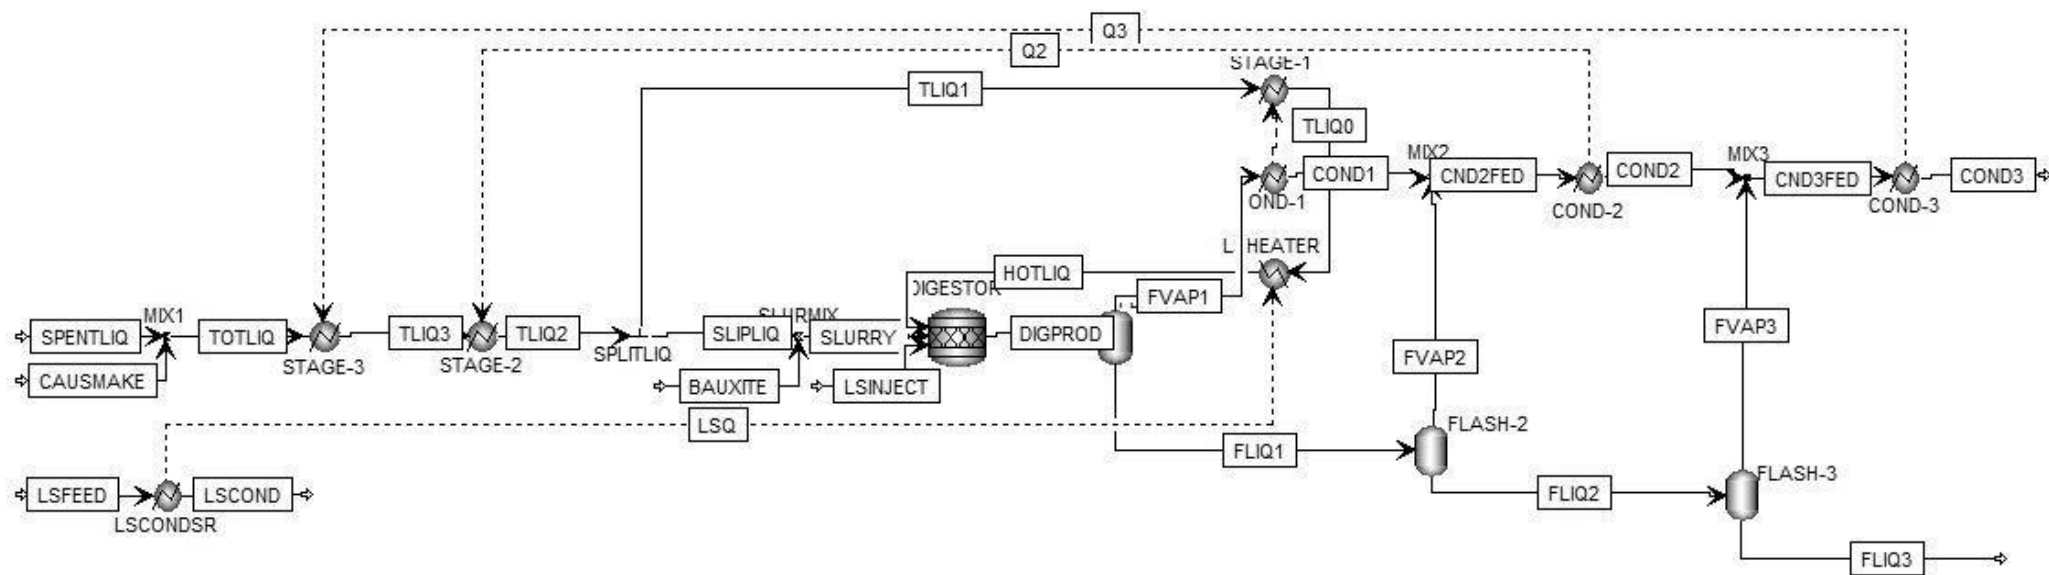 Q3
Q2
STAGE-1
TLIQ1
TLIQ0
MIX2
MIX3
COND1
CND2FED
COND2
CND3FED
COND3
OND-1
COND-2
COND-3
L HEATER
HOTLIQ
DIGESTOR
FVAP1
MIX1
SPENTLIQ
TOTLIQ
TLIQ3
TLIQ2
SLIPLIQ
SLURMIX
SLURRY
DIGPROD
FVAP3
STAGE-3
STAGE-2
SPLITLIQ
FVAP2
CAUSMAKE
BAUXITE
LSINJECT
LSQ
FLASH-2
FLIQ1
FLASH-3
LSFEED
LSCOND
FLIQ2
LSCONDSR
FLIQ3